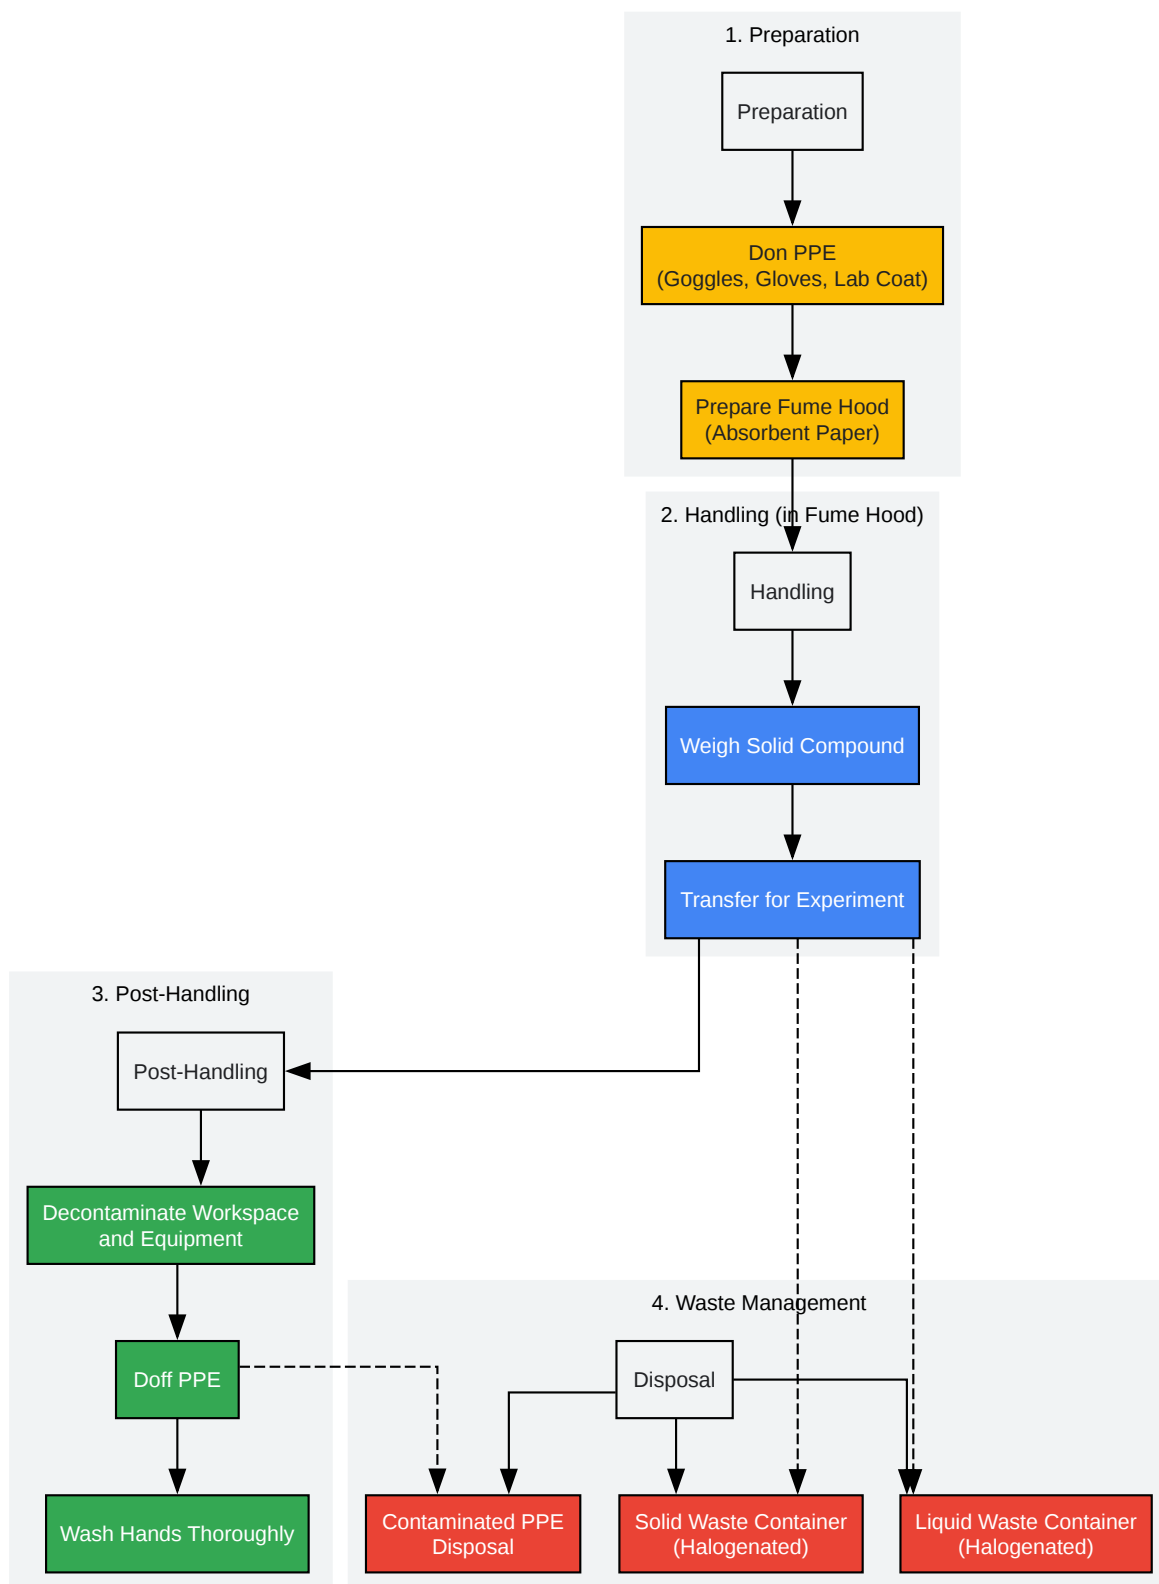 1. Preparation
Preparation
Don PPE
(Goggles, Gloves, Lab Coat)
Prepare Fume Hood
(Absorbent Paper)
2. Handling (in Fume Hood)
Handling
Weigh Solid Compound
Transfer for Experiment
3. Post-Handling
Post-Handling
Decontaminate Workspace
and Equipment
Doff PPE
Wash Hands Thoroughly
4. Waste Management
Disposal
Contaminated PPE
Disposal
Solid Waste Container
(Halogenated)
Liquid Waste Container
(Halogenated)